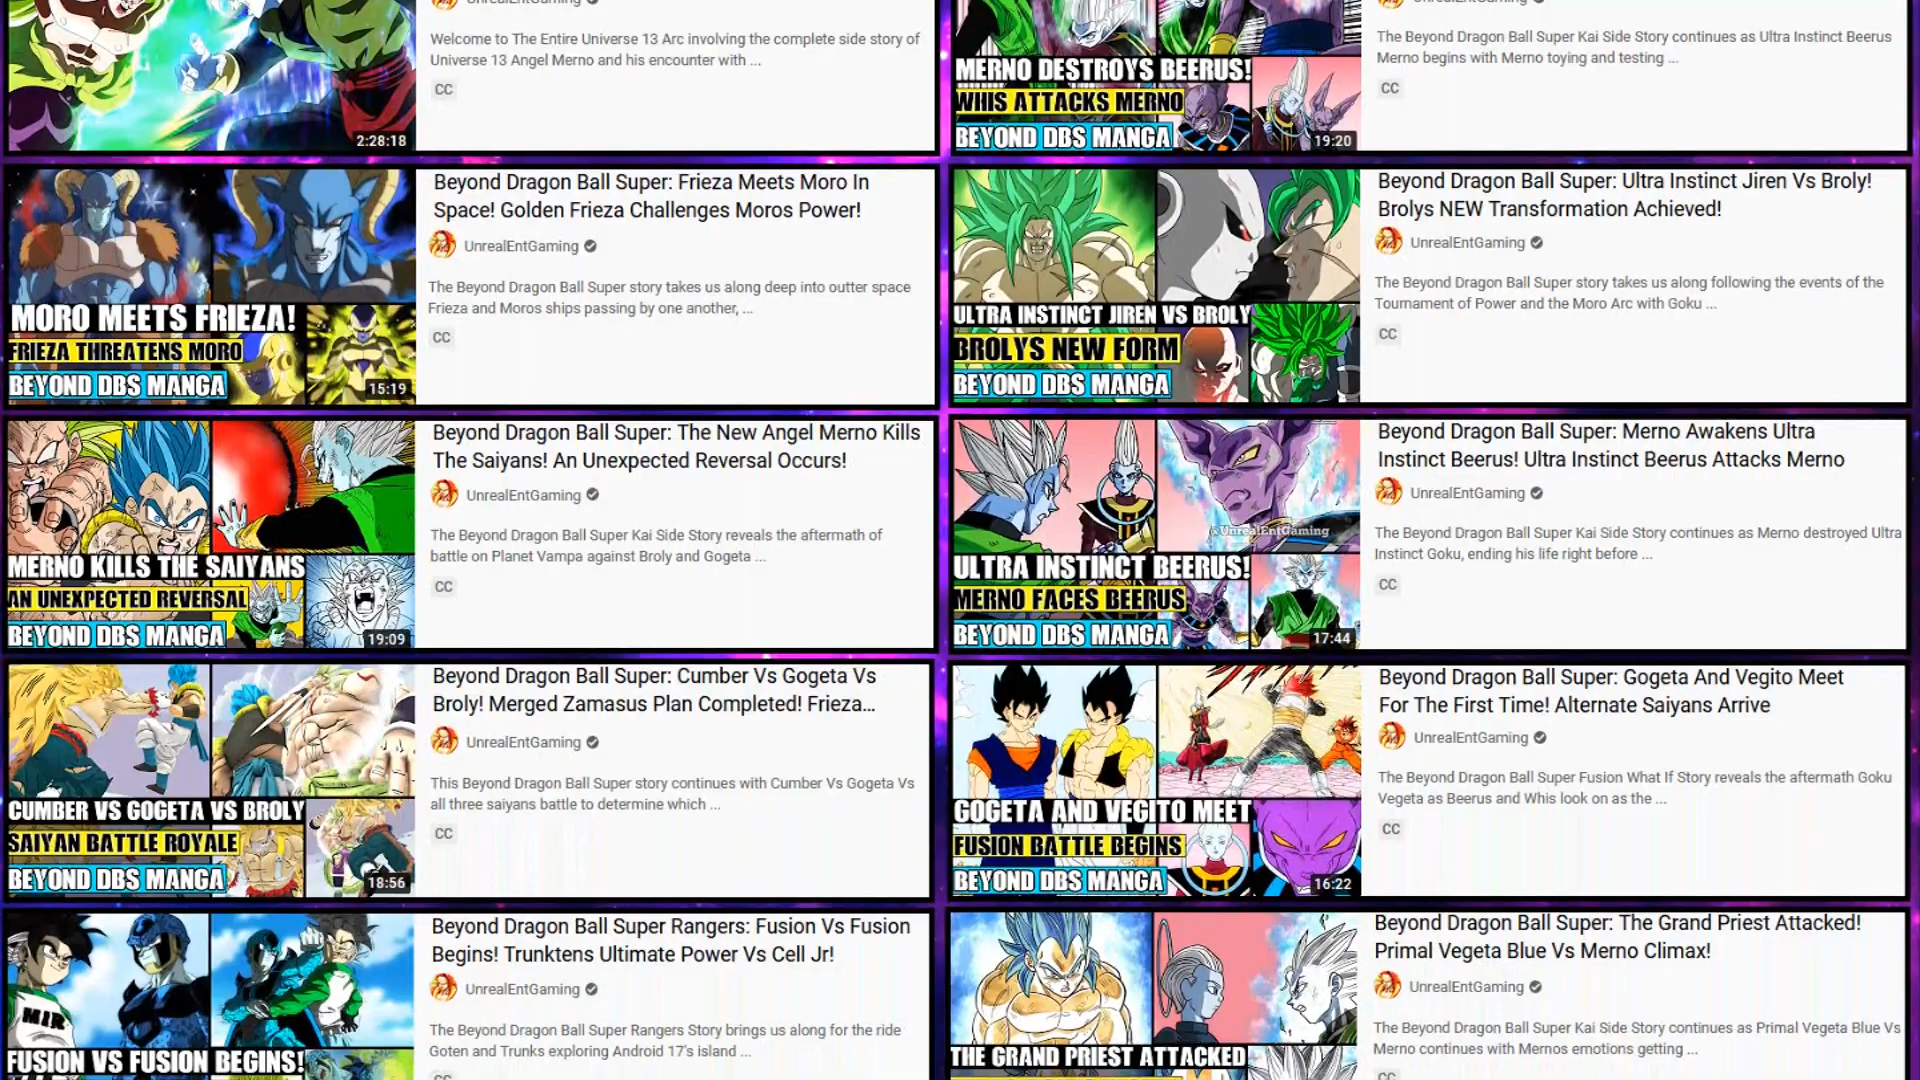 2:28:18
UnrealEntGaming
Welcome to The Entire Universe 13 Arc involving the complete side story of
Universe 13 Angel Merno and his encounter with ...
CC
MERNO DESTROYS BEERUS!
WHIS ATTACKS MERNO
BEYOND DBS MANGA
19:20
UnrealEntGaming
The Beyond Dragon Ball Super Kai Side Story continues as Ultra Instinct Beerus
Merno begins with Merno toying and testing ...
CC
MORO MEETS FRIEZA!
FRIEZA THREATENS MORO
BEYOND DBS MANGA
15:19
Beyond Dragon Ball Super: Frieza Meets Moro In
Space! Golden Frieza Challenges Moros Power!
UnrealEntGaming
The Beyond Dragon Ball Super story takes us along deep into outter space
Frieza and Moros ships passing by one another, ...
CC
ULTRA INSTINCT JIREN VS BROLY
BROLYS NEW FORM
BEYOND DBS MANGA
Beyond Dragon Ball Super: Ultra Instinct Jiren Vs Broly!
Brolys NEW Transformation Achieved!
UnrealEntGaming
The Beyond Dragon Ball Super story takes us along following the events of the
Tournament of Power and the Moro Arc with Goku ...
CC
MERNO KILLS THE SAIYANS
AN UNEXPECTED REVERSAL
BEYOND DBS MANGA
19:09
Beyond Dragon Ball Super: The New Angel Merno Kills
The Saiyans! An Unexpected Reversal Occurs!
UnrealEntGaming
The Beyond Dragon Ball Super Kai Side Story reveals the aftermath of
battle on Planet Vampa against Broly and Gogeta ...
CC
@UnrealEntGaming
ULTRA INSTINCT BEERUS!
MERNO FACES BEERUS
BEYOND DBS MANGA
17:44
Beyond Dragon Ball Super: Merno Awakens Ultra
Instinct Beerus! Ultra Instinct Beerus Attacks Merno
UnrealEntGaming
The Beyond Dragon Ball Super Kai Side Story continues as Merno destroyed Ultra
Instinct Goku, ending his life right before ...
CC
CUMBER VS GOGETA VS BROLY
SAIYAN BATTLE ROYALE
BEYOND DBS MANGA
18:56
Beyond Dragon Ball Super: Cumber Vs Gogeta Vs
Broly! Merged Zamasus Plan Completed! Frieza...
UnrealEntGaming
This Beyond Dragon Ball Super story continues with Cumber Vs Gogeta Vs
all three saiyans battle to determine which ...
CC
GOGETA AND VEGITO MEET
FUSION BATTLE BEGINS
BEYOND DBS MANGA
16:22
Beyond Dragon Ball Super: Gogeta And Vegito Meet
For The First Time! Alternate Saiyans Arrive
UnrealEntGaming
The Beyond Dragon Ball Super Fusion What If Story reveals the aftermath Goku
Vegeta as Beerus and Whis look on as the ...
CC
MIR
FUSION VS FUSION BEGINS!
Beyond Dragon Ball Super Rangers: Fusion Vs Fusion
Begins! Trunktens Ultimate Power Vs Cell Jr!
UnrealEntGaming
The Beyond Dragon Ball Super Rangers Story brings us along for the ride
Goten and Trunks exploring Android 17's island ...
CC
THE GRAND PRIEST ATTACKED
Beyond Dragon Ball Super: The Grand Priest Attacked!
Primal Vegeta Blue Vs Merno Climax!
UnrealEntGaming
The Beyond Dragon Ball Super Kai Side Story continues as Primal Vegeta Blue Vs
Merno continues with Mernos emotions getting ...
CC